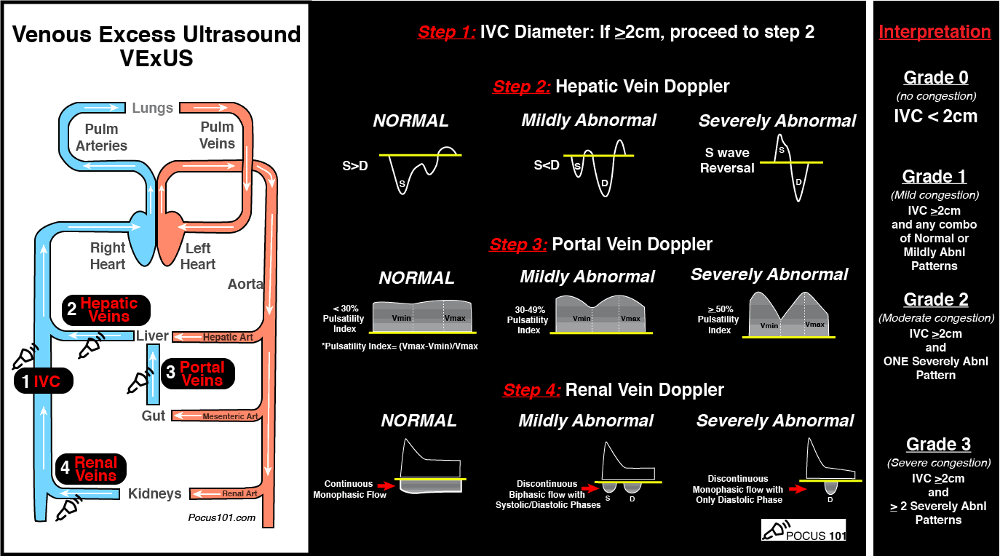 Venous Excess Ultrasound
VExUS
Lungs
Pulm
Arteries
Pulm
Veins
Right
Heart
Left
Heart
Aorta
2 Hepatic
Veins
Liver
Hepatic Art
1 IVC
3 Portal
Veins
Gut
Mesenteric Art
4 Renal
Veins
Kidneys
Renal Art
Pocus101.com
Step 1: IVC Diameter: If ≥2cm, proceed to step 2
Step 2: Hepatic Vein Doppler
NORMAL
S>D
S
Mildly Abnormal
S<D
S
D
Severely Abnormal
S wave
Reversal
S
D
Step 3: Portal Vein Doppler
NORMAL
< 30%
Pulsatility
Index
Vmin
Vmax
*Pulsatility Index= (Vmax-Vmin)/Vmax
Mildly Abnormal
30-49%
Pulsatility
Index
Vmin
Vmax
Severely Abnormal
≥ 50%
Pulsatility
Index
Vmin
Vmax
Step 4: Renal Vein Doppler
NORMAL
Continuous
Monophasic Flow
Mildly Abnormal
Discontinuous
Biphasic flow with
Systolic/Diastolic Phases
S
D
Severely Abnormal
Discontinuous
Monophasic flow with
Only Diastolic Phase
D
POCUS 101
Interpretation
Grade 0
(no congestion)
IVC < 2cm
Grade 1
(Mild congestion)
IVC ≥2cm
and any combo
of Normal or
Mildly Abnl
Patterns
Grade 2
(Moderate congestion)
IVC ≥2cm
and
ONE Severely Abnl
Pattern
Grade 3
(Severe congestion)
IVC ≥2cm
and
≥ 2 Severely Abnl
Patterns